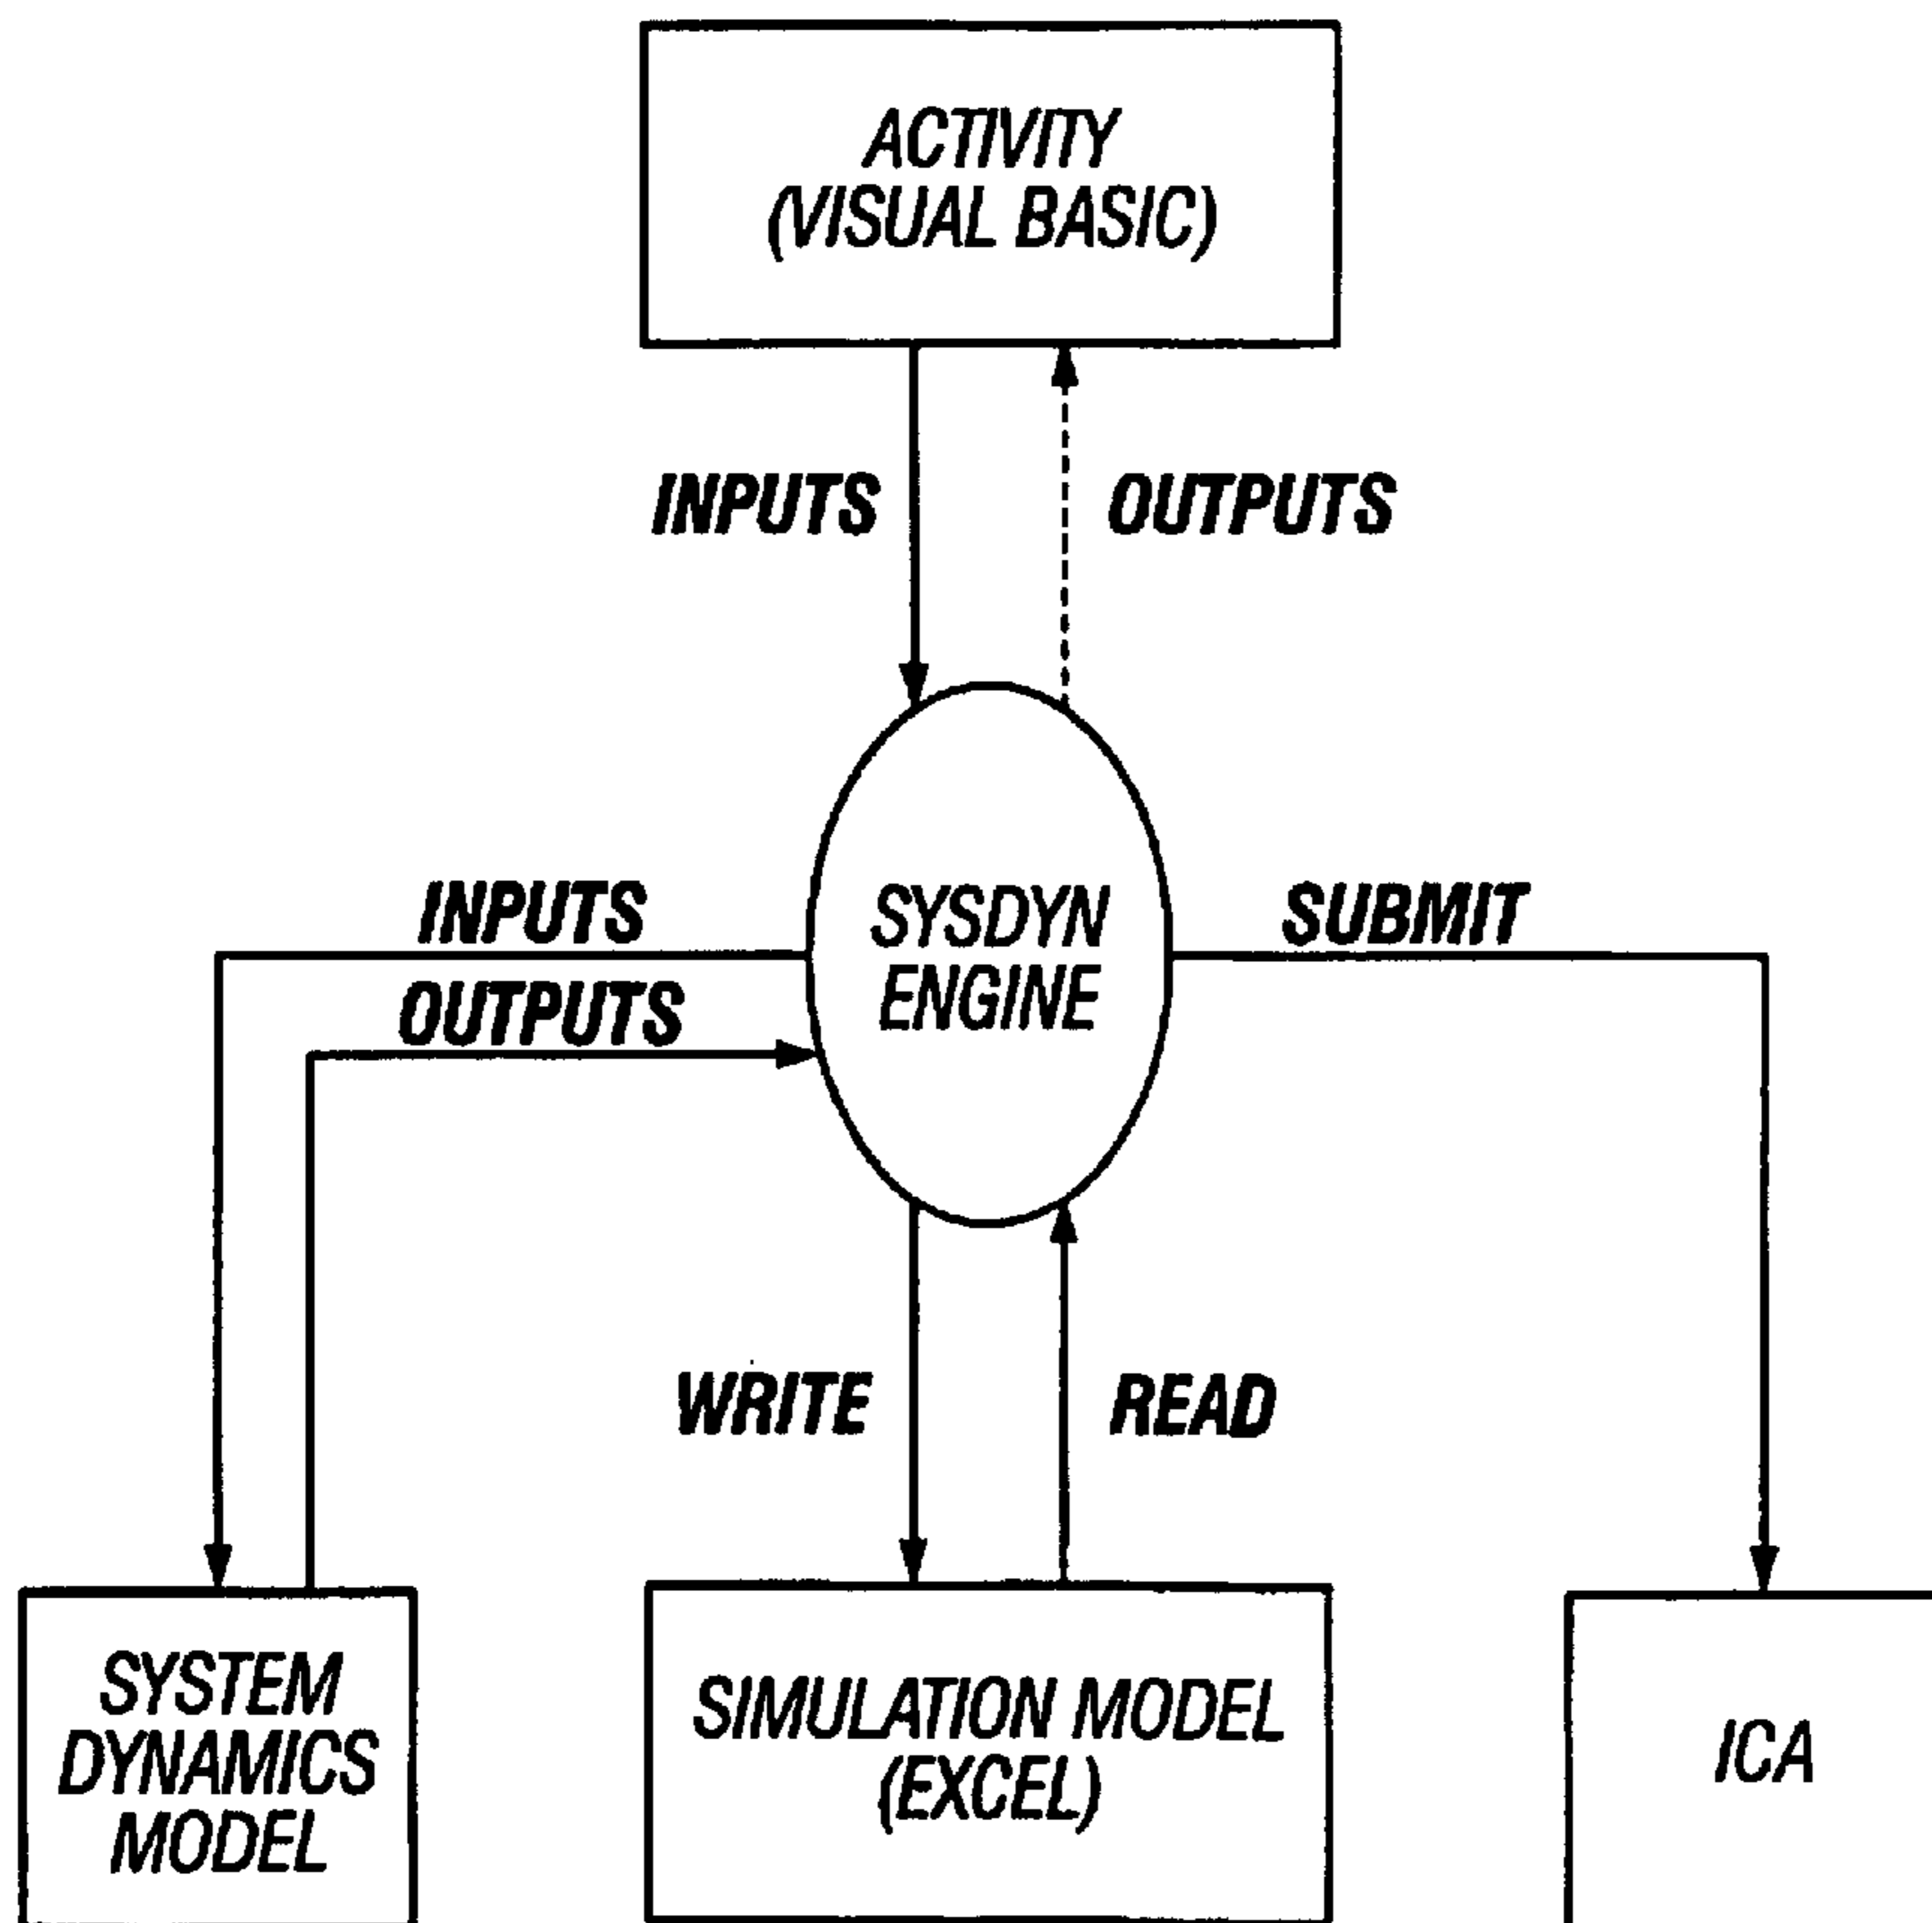 ACTIVITY
(VISUAL BASIC)
INPUTS
OUTPUTS
INPUTS
OUTPUTS
SYSDYN
ENGINE
SUBMIT
WRITE
READ
SYSTEM
DYNAMICS
MODEL
SIMULATION MODEL
(EXCEL)
ICA